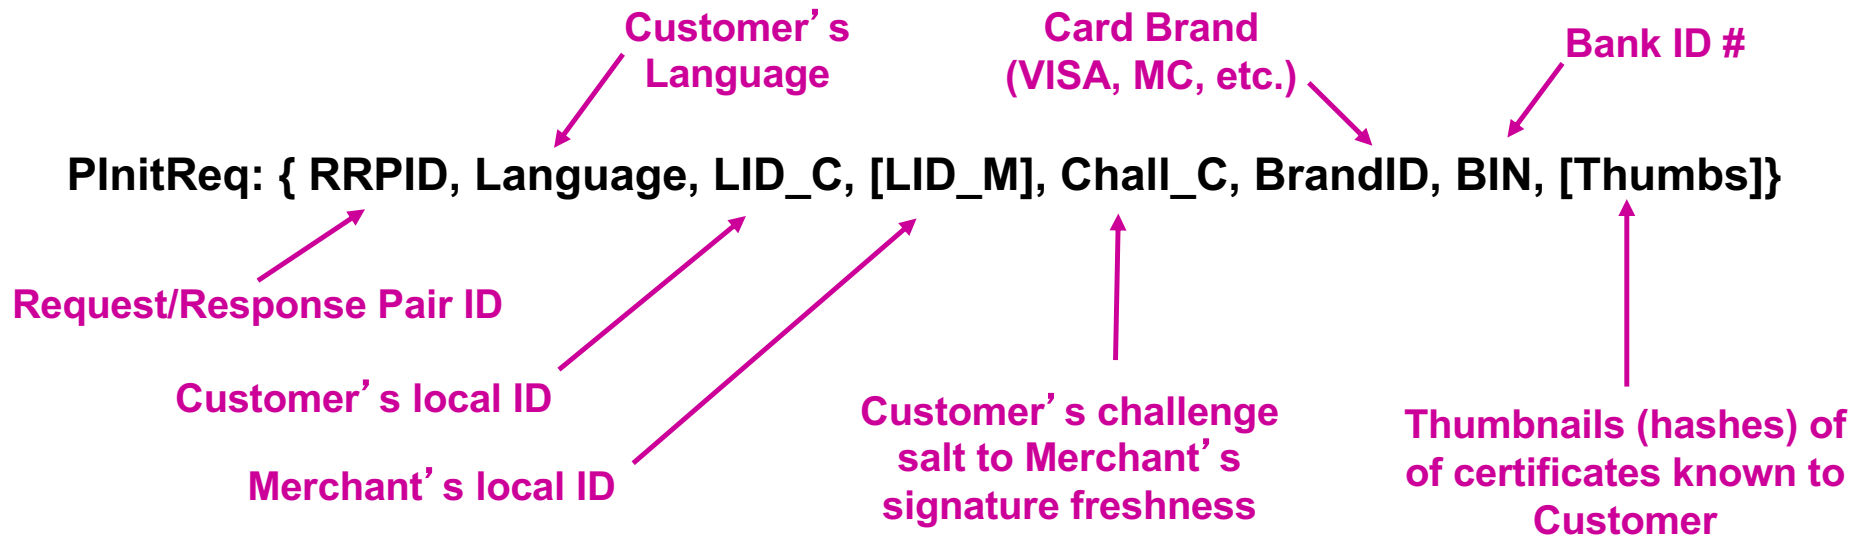 Customer’s
Language
Card Brand
(VISA, MC, etc.)
Bank ID #
PInitReq: { RRPID, Language, LID_C, [LID_M], Chall_C, BrandID, BIN, [Thumbs]}
Request/Response Pair ID
Customer’s local ID
Merchant’s local ID
Customer’s challenge
salt to Merchant’s
signature freshness
Thumbnails (hashes) of
of certificates known to
Customer